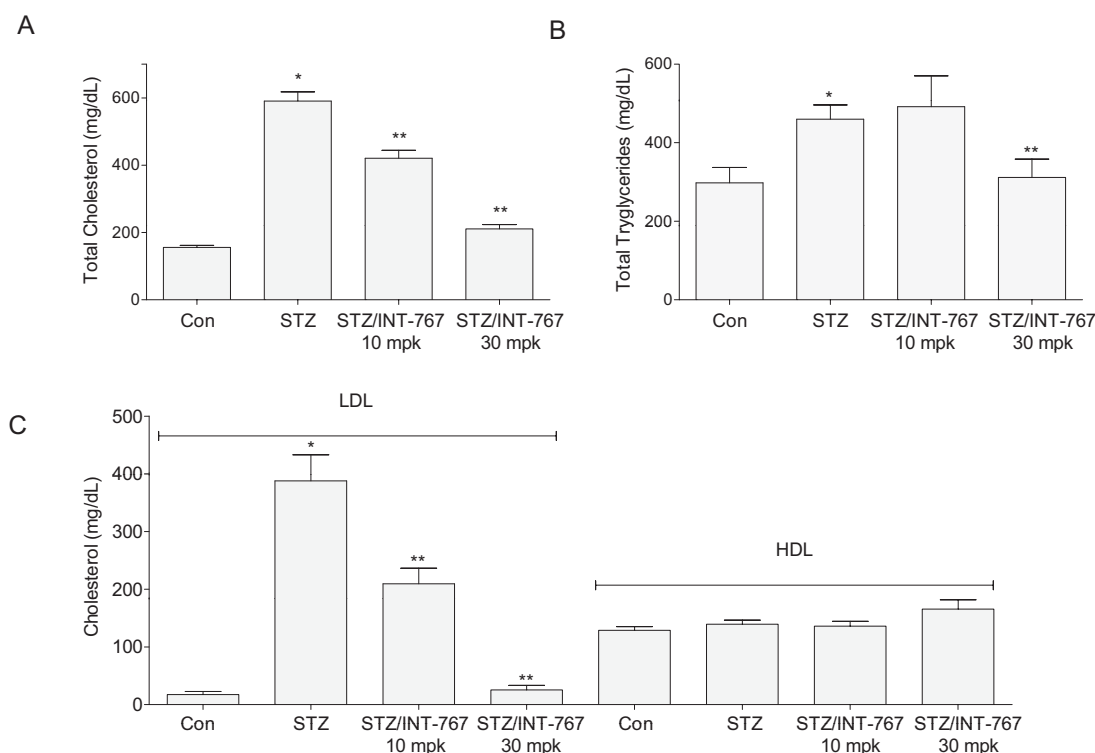 A
Total Cholesterol (mg/dL)
600
400
200
0
*
**
**
Con STZ STZ/INT-767 STZ/INT-767
10 mpk 30 mpk
B
Total Tryglycerides (mg/dL)
600
400
200
0
*
**
Con STZ STZ/INT-767 STZ/INT-767
10 mpk 30 mpk
C
LDL
HDL
Cholesterol (mg/dL)
500
400
300
200
100
0
*
**
**
Con STZ STZ/INT-767 STZ/INT-767 Con STZ STZ/INT-767 STZ/INT-767
10 mpk 30 mpk 10 mpk 30 mpk